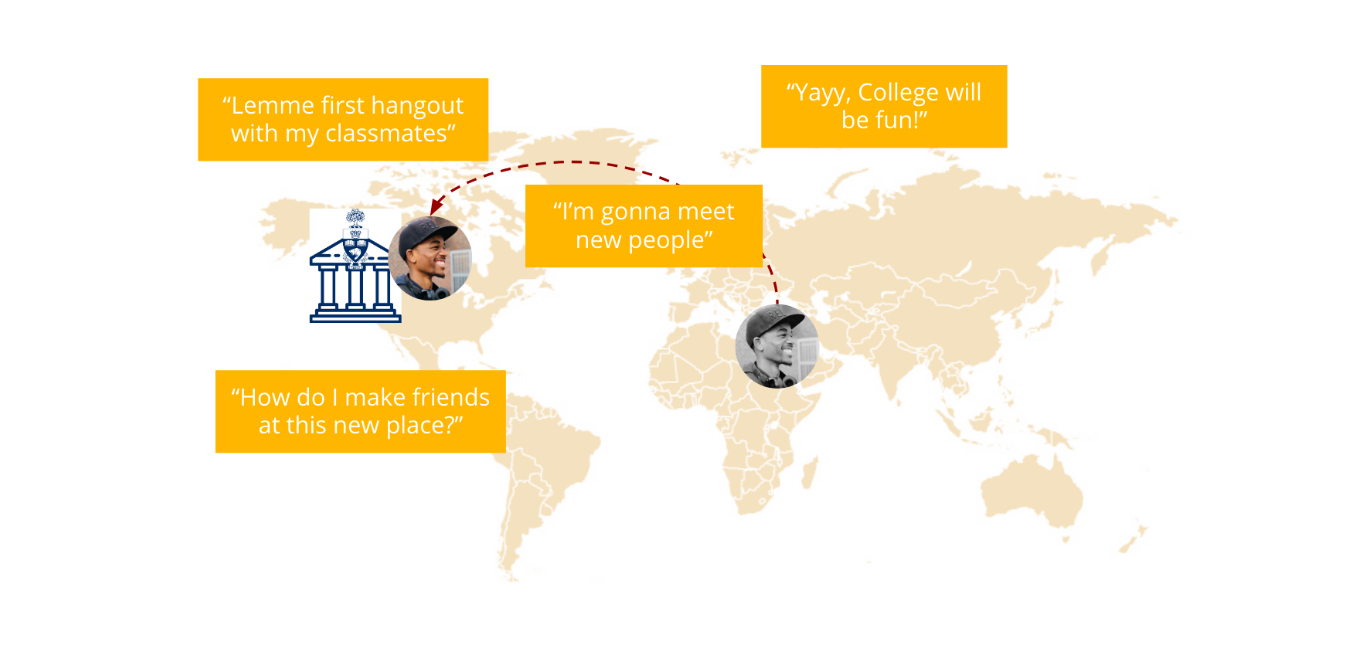 “Lemme first hangout
with my classmates”
“Yayy, College will
be fun!”
“I’m gonna meet
new people”
“How do I make friends
at this new place?”